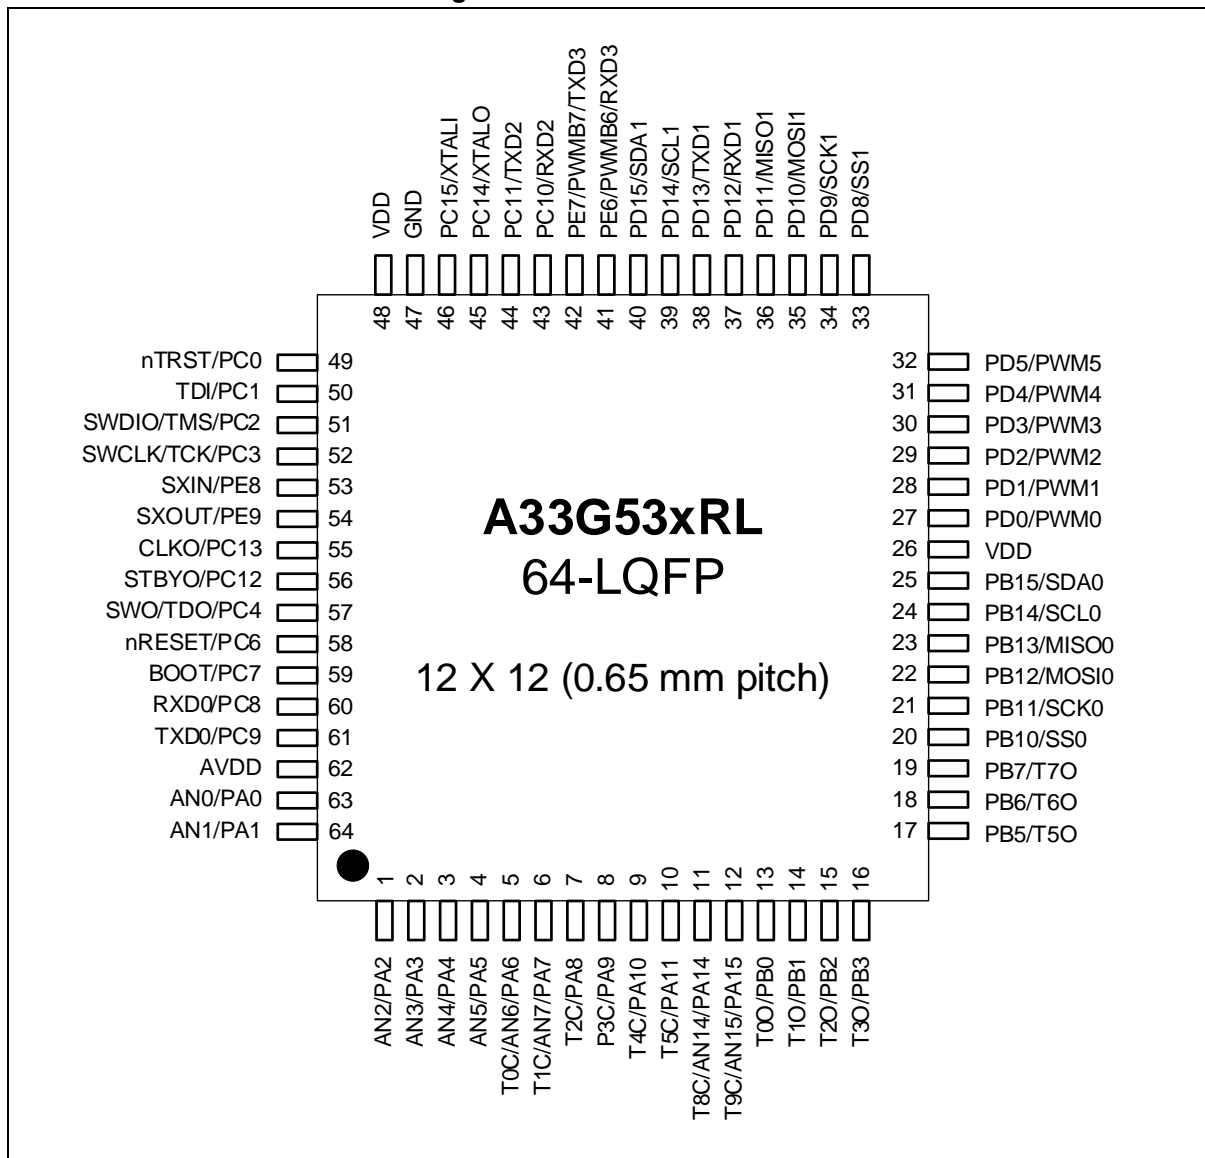 VDD
GND
PC15/XTALI
PC14/XTALO
PC11/TXD2
PC10/RXD2
PE7/PWMB7/TXD3
PE6/PWMB6/RXD3
PD15/SDA1
PD14/SCL1
PD13/TXD1
PD12/RXD1
PD11/MISO1
PD10/MOSI1
PD9/SCK1
PD8/SS1
48
47
46
45
44
43
42
41
40
39
38
37
36
35
34
33
nTRST/PC0 49
TDI/PC1 50
SWDIO/TMS/PC2 51
SWCLK/TCK/PC3 52
SXIN/PE8 53
SXOUT/PE9 54
CLKO/PC13 55
STBYO/PC12 56
SWO/TDO/PC4 57
nRESET/PC6 58
BOOT/PC7 59
RXD0/PC8 60
TXD0/PC9 61
AVDD 62
AN0/PA0 63
AN1/PA1 64
A33G53xRL
64-LQFP
12 X 12 (0.65 mm pitch)
32 PD5/PWM5
31 PD4/PWM4
30 PD3/PWM3
29 PD2/PWM2
28 PD1/PWM1
27 PD0/PWM0
26 VDD
25 PB15/SDA0
24 PB14/SCL0
23 PB13/MISO0
22 PB12/MOSI0
21 PB11/SCK0
20 PB10/SS0
19 PB7/T7O
18 PB6/T6O
17 PB5/T5O
1
2
3
4
5
6
7
8
9
10
11
12
13
14
15
16
AN2/PA2
AN3/PA3
AN4/PA4
AN5/PA5
T0C/AN6/PA6
T1C/AN7/PA7
T2C/PA8
P3C/PA9
T4C/PA10
T5C/PA11
T8C/AN14/PA14
T9C/AN15/PA15
T0O/PB0
T1O/PB1
T2O/PB2
T3O/PB3